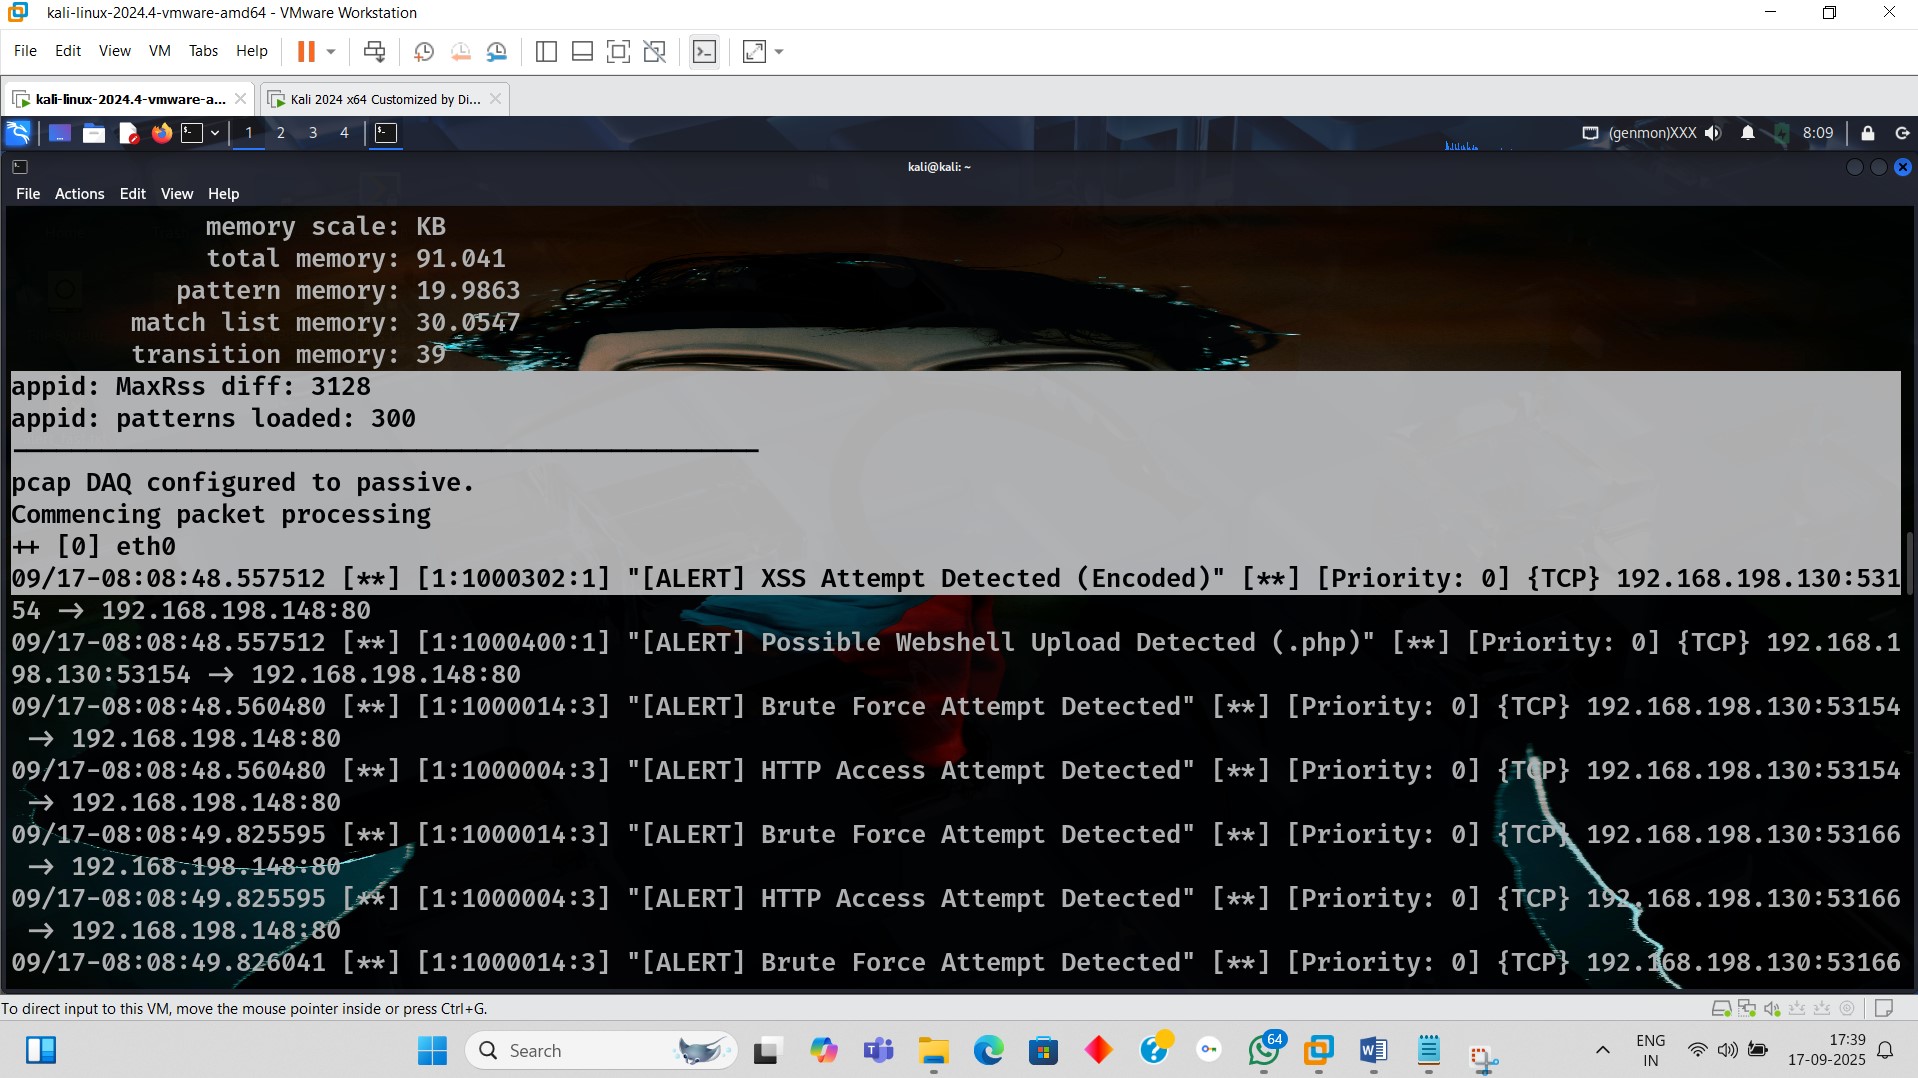 kali-linux-2024.4-vmware-amd64 - VMware Workstation
File Edit View VM Tabs Help
kali-linux-2024.4-vmware-a... Kali 2024 x64 Customized by Di...
1 2 3 4 (genmon)XXX 8:09
kali@kali: ~
File Actions Edit View Help
memory scale: KB
total memory: 91.041
pattern memory: 19.9863
match list memory: 30.0547
transition memory: 39
appid: MaxRss diff: 3128
appid: patterns loaded: 300
pcap DAQ configured to passive.
Commencing packet processing
++ [0] eth0
09/17-08:08:48.557512 [**] [1:1000302:1] "[ALERT] XSS Attempt Detected (Encoded)" [**] [Priority: 0] {TCP} 192.168.198.130:531
54 → 192.168.198.148:80
09/17-08:08:48.557512 [**] [1:1000400:1] "[ALERT] Possible Webshell Upload Detected (.php)" [**] [Priority: 0] {TCP} 192.168.1
98.130:53154 → 192.168.198.148:80
09/17-08:08:48.560480 [**] [1:1000014:3] "[ALERT] Brute Force Attempt Detected" [**] [Priority: 0] {TCP} 192.168.198.130:53154
→ 192.168.198.148:80
09/17-08:08:48.560480 [**] [1:1000004:3] "[ALERT] HTTP Access Attempt Detected" [**] [Priority: 0] {TCP} 192.168.198.130:53154
→ 192.168.198.148:80
09/17-08:08:49.825595 [**] [1:1000014:3] "[ALERT] Brute Force Attempt Detected" [**] [Priority: 0] {TCP} 192.168.198.130:53166
→ 192.168.198.148:80
09/17-08:08:49.825595 [**] [1:1000004:3] "[ALERT] HTTP Access Attempt Detected" [**] [Priority: 0] {TCP} 192.168.198.130:53166
→ 192.168.198.148:80
09/17-08:08:49.826041 [**] [1:1000014:3] "[ALERT] Brute Force Attempt Detected" [**] [Priority: 0] {TCP} 192.168.198.130:53166
To direct input to this VM, move the mouse pointer inside or press Ctrl+G.
Search 64 ENG 17:39
IN 17-09-2025